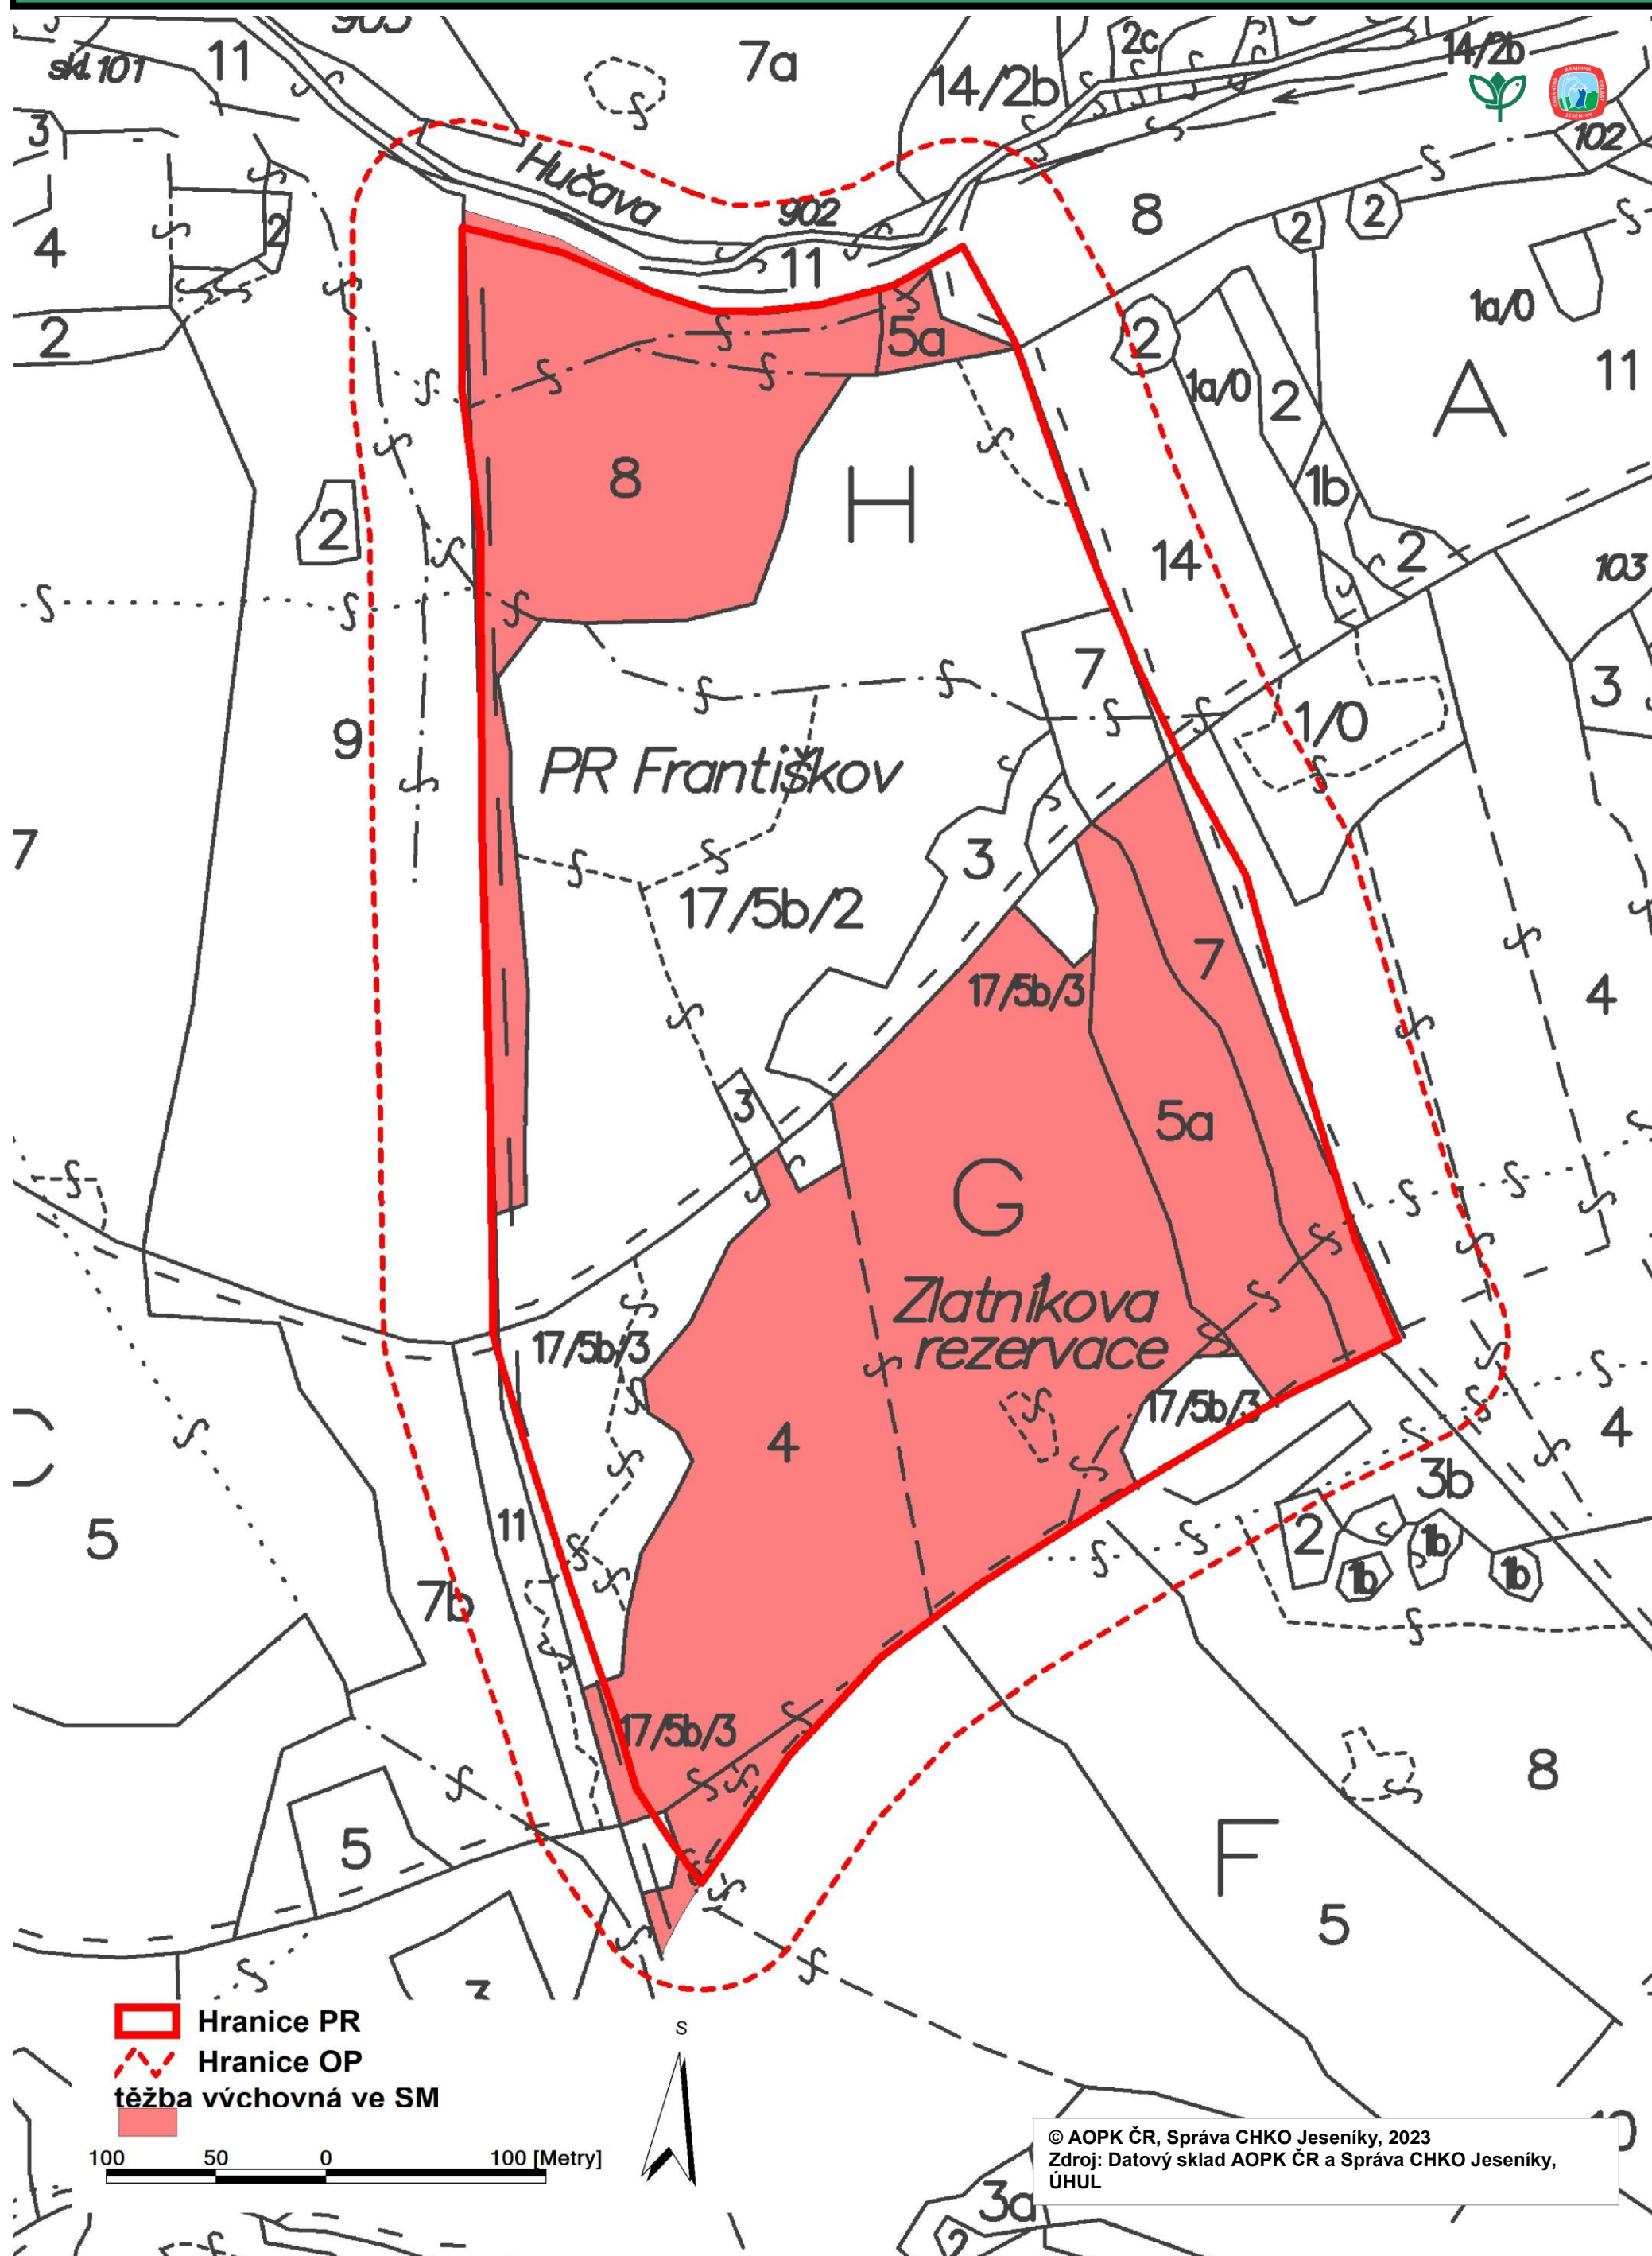 skl.101
11
903
7a
14/2b
2c
14/2b
102
3
4
2
2
Hučava
902
11
8
2
2
1a/0
2
5a
1a/0
2
A
11
8
H
1b
2
14
2
103
7
9
PR Františkov
1/0
3
7
3
17/5b/2
17/5b/3
7
4
3
5a
G
Zlatníkova
rezervace
17/5b/3
17/5b/3
4
4
3b
11
2
1b
1b
1b
5
7b
17/5b/3
8
5
F
5
3
Hranice PR
Hranice OP
těžba výchovná ve SM
S
100 50 0 100 [Metry]
© AOPK ČR, Správa CHKO Jeseníky, 2023
Zdroj: Datový sklad AOPK ČR a Správa CHKO Jeseníky,
ÚHUL
3a
2